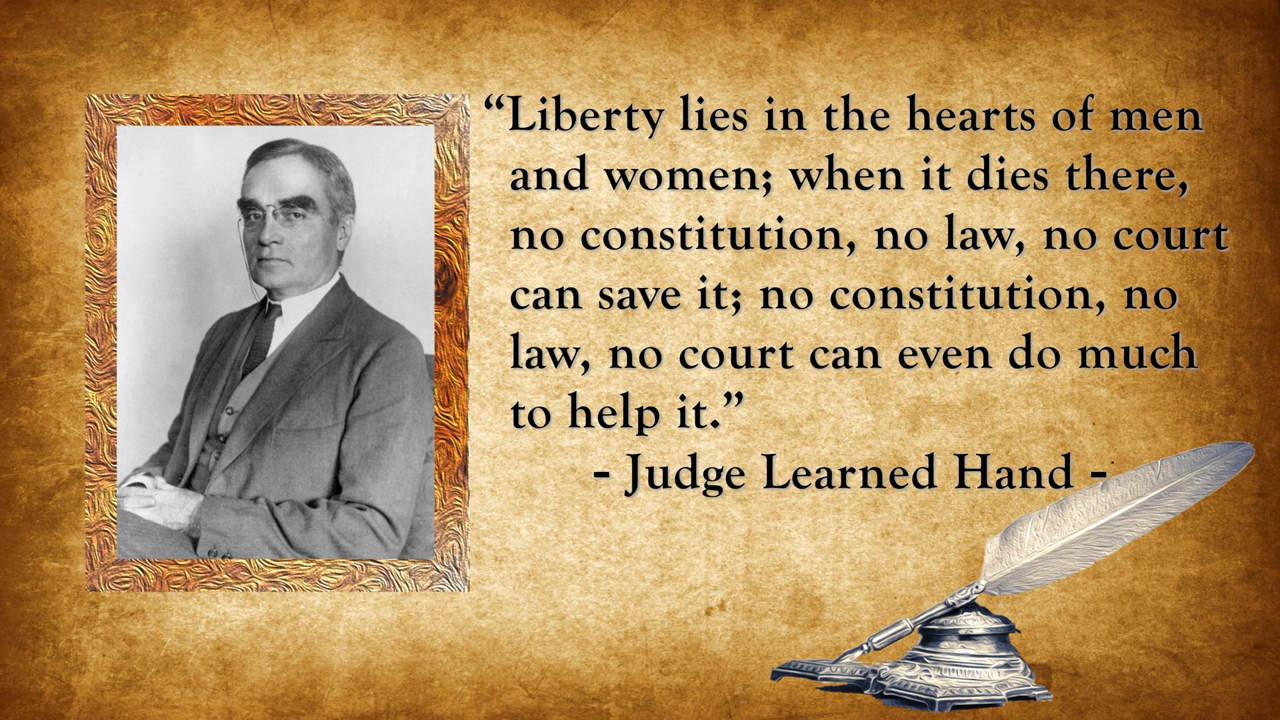 “Liberty lies in the hearts of men
and women; when it dies there,
no constitution, no law, no court
can save it; no constitution, no
law, no court can even do much
to help it.”
- Judge Learned Hand -